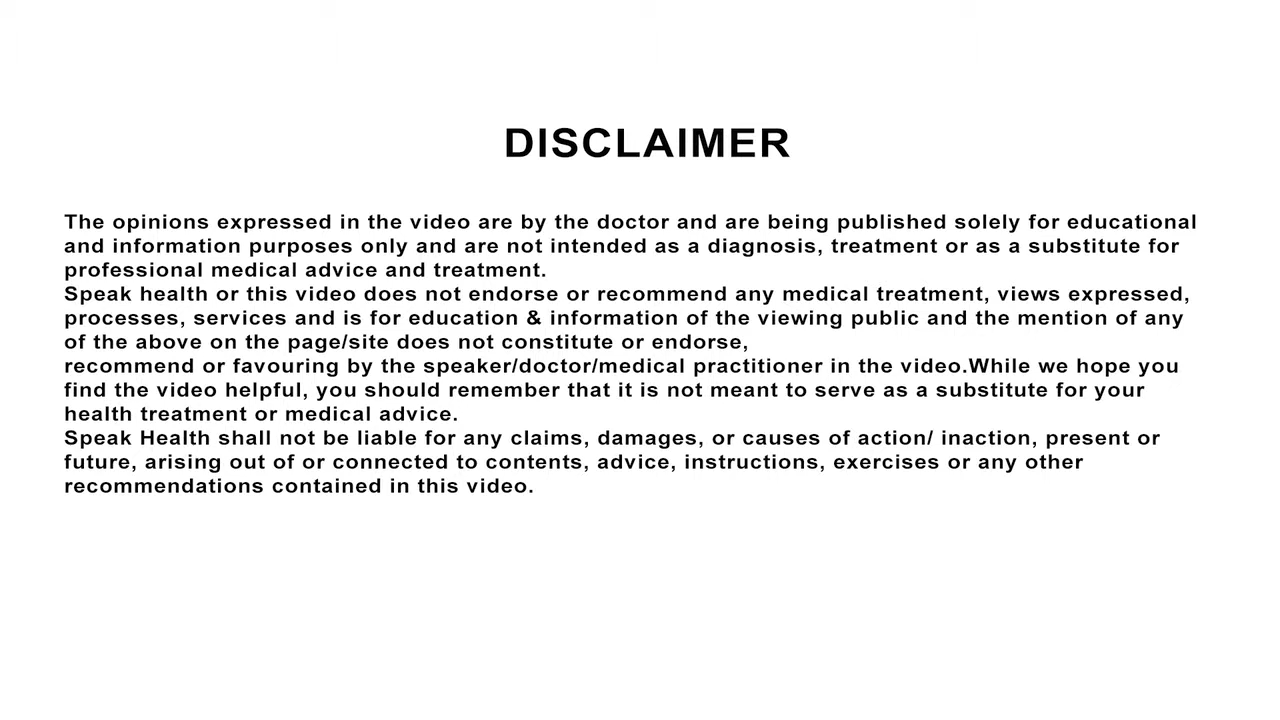 DISCLAIMER
The opinions expressed in the video are by the doctor and are being published solely for educational
and information purposes only and are not intended as a diagnosis, treatment or as a substitute for
professional medical advice and treatment.
Speak health or this video does not endorse or recommend any medical treatment, views expressed,
processes, services and is for education & information of the viewing public and the mention of any
of the above on the page/site does not constitute or endorse,
recommend or favouring by the speaker/doctor/medical practitioner in the video.While we hope you
find the video helpful, you should remember that it is not meant to serve as a substitute for your
health treatment or medical advice.
Speak Health shall not be liable for any claims, damages, or causes of action/ inaction, present or
future, arising out of or connected to contents, advice, instructions, exercises or any other
recommendations contained in this video.